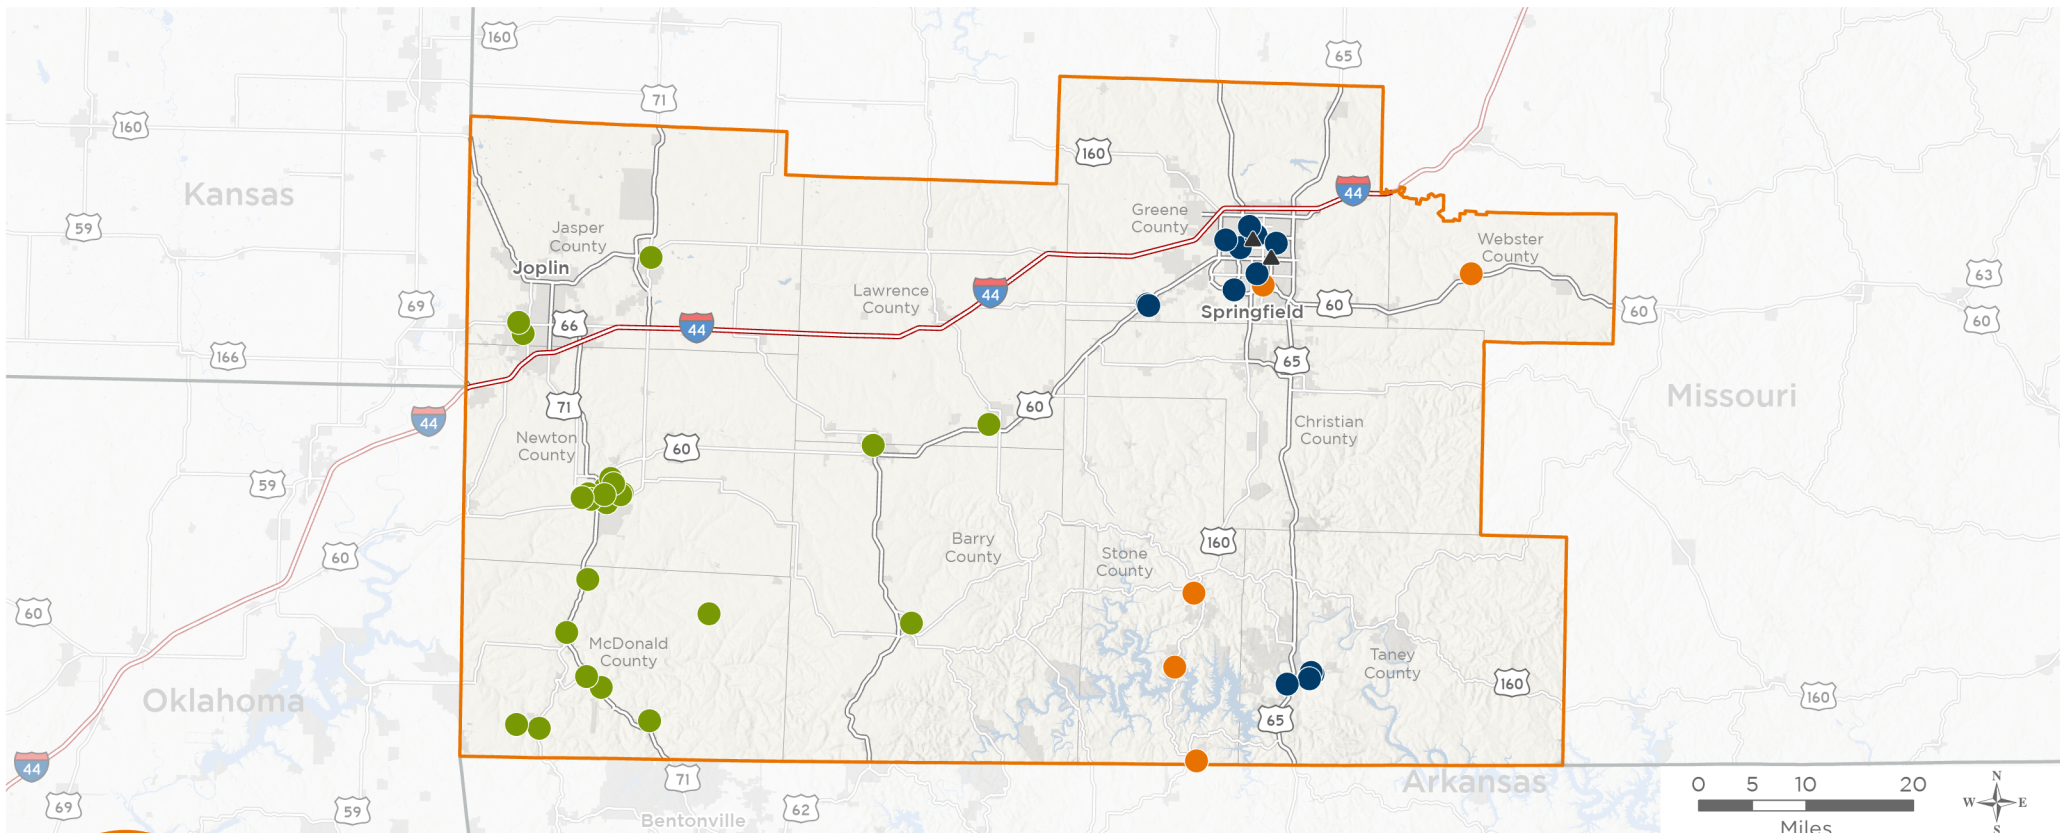 160
65
71
160
160
Kansas
44
59
Greene
County
Jasper
County
Webster
County
Joplin
63
Lawrence
County
44
69
60
60
60
66
44
Springfield
166
65
Missouri
71
60
44
Christian
County
Newton
County
60
59
160
Barry
County
60
Stone
County
60
McDonald
County
Taney
County
160
160
Oklahoma
65
44
71
Arkansas
0 5 10 20
N
W E
S
69
59
62
Bentonville
Miles